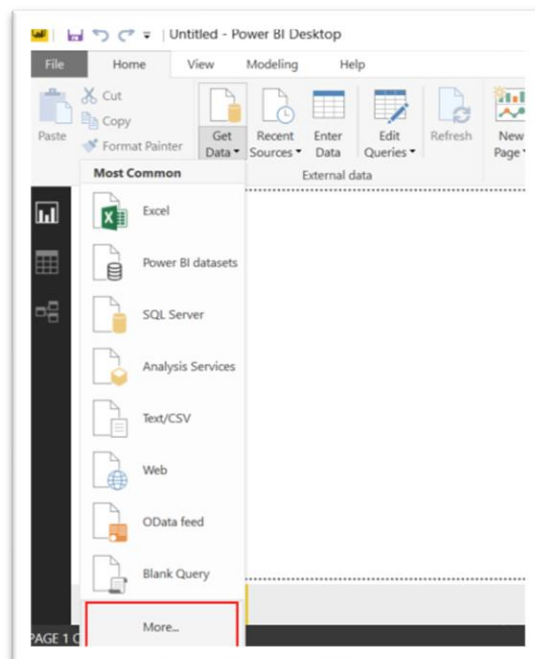 Untitled - Power BI Desktop
File Home View Modeling Help
Cut
Copy
Format Painter
Paste
Get Data
Recent Sources
Enter Data
Edit Queries
Refresh
New Page
External data
Most Common
Excel
Power BI datasets
SQL Server
Analysis Services
Text/CSV
Web
OData feed
Blank Query
More...
PAGE 1 O